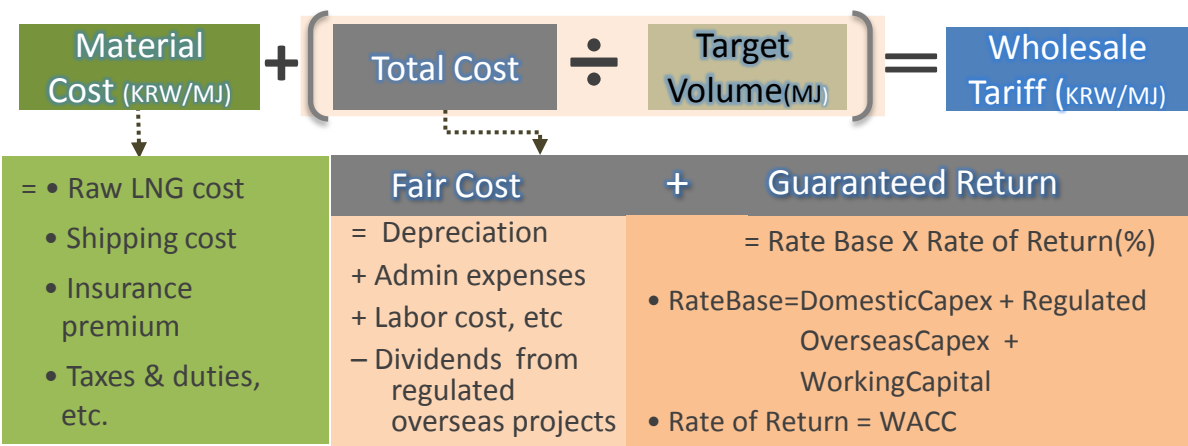 Material
Cost (KRW/MJ)
+
(
Total Cost
÷
Target
Volume(MJ)
)
=
Wholesale
Tariff (KRW/MJ)
= • Raw LNG cost
• Shipping cost
• Insurance
premium
• Taxes & duties,
etc.
Fair Cost
+
Guaranteed Return
= Depreciation
+ Admin expenses
+ Labor cost, etc
– Dividends from
regulated
overseas projects
= Rate Base X Rate of Return(%)
• RateBase=DomesticCapex + Regulated
OverseasCapex +
WorkingCapital
• Rate of Return = WACC